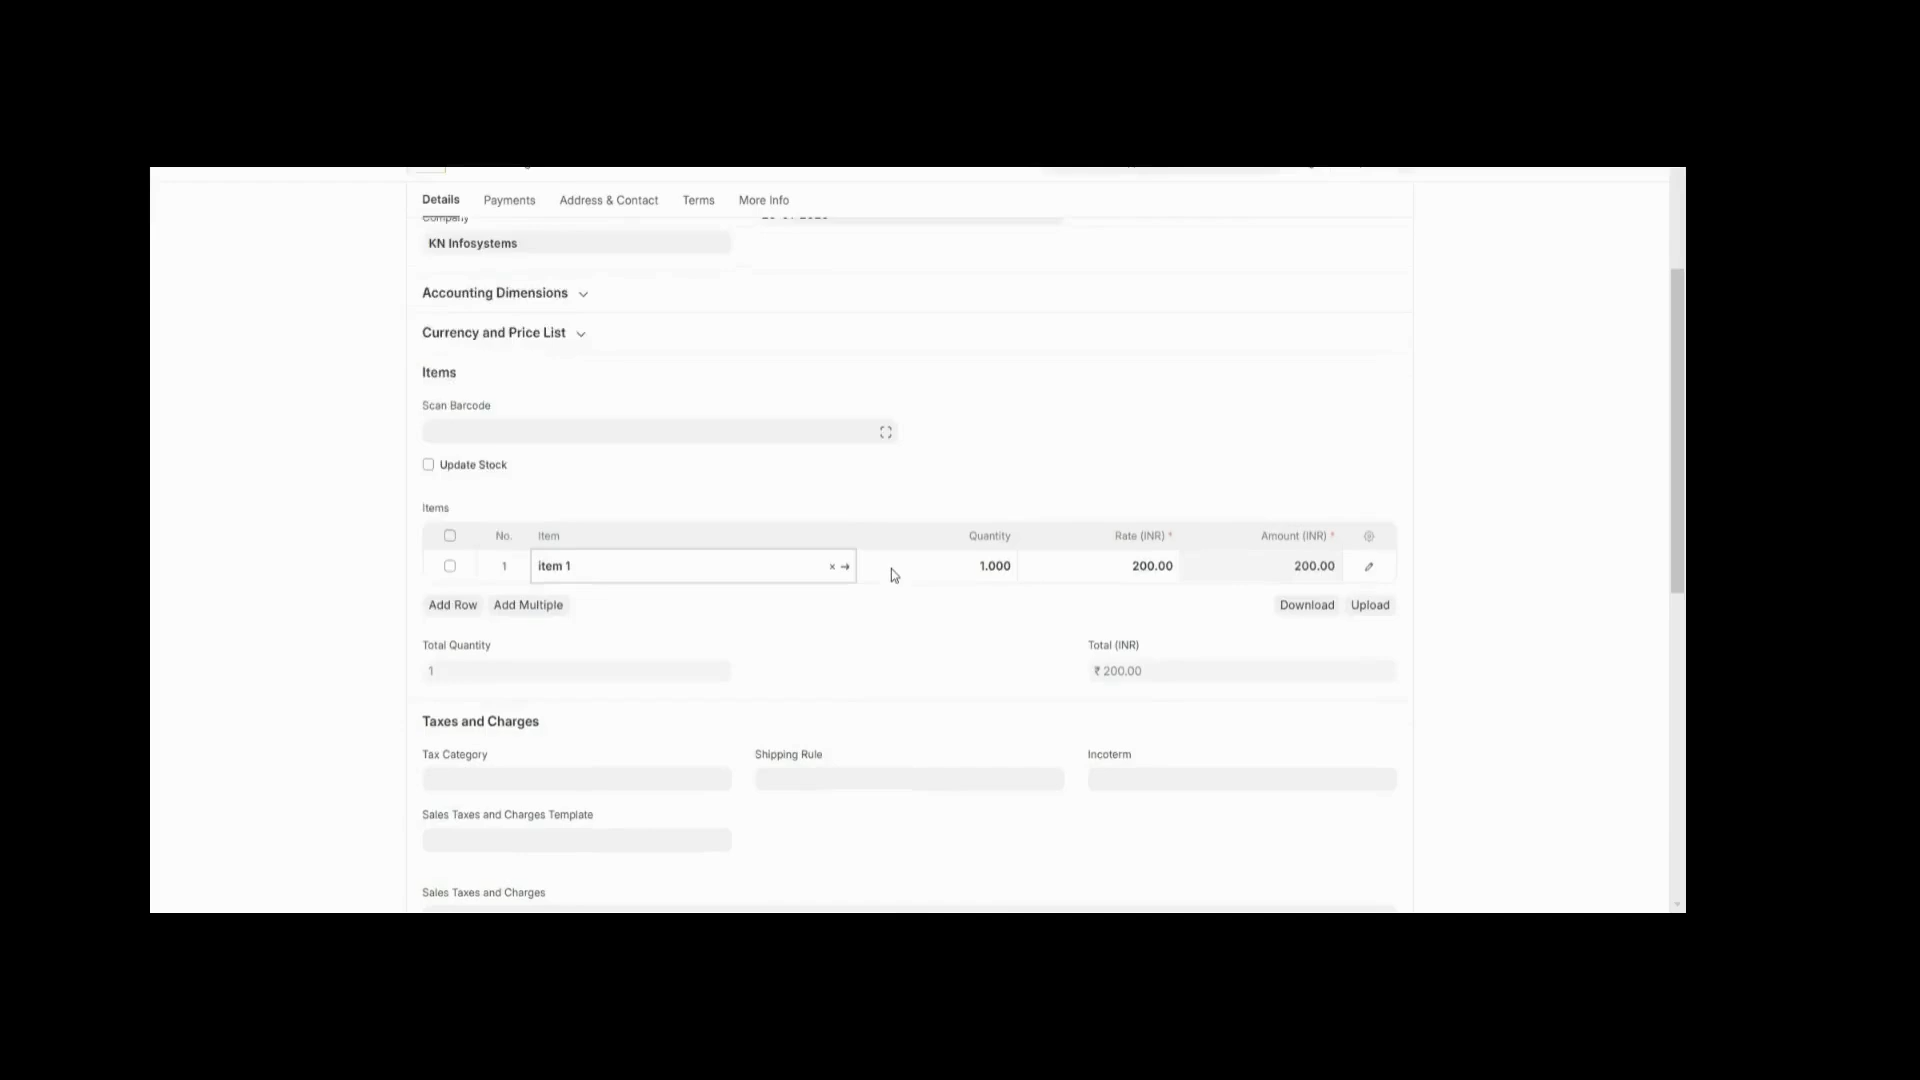 Details Payments Address & Contact Terms More Info
Company
KN Infosystems
Accounting Dimensions
Currency and Price List
Items
Scan Barcode
Update Stock
Items
No. Item Quantity Rate (INR) * Amount (INR) *
1 item 1 × → 1.000 200.00 200.00
Add Row Add Multiple Download Upload
Total Quantity Total (INR)
1 ₹ 200.00
Taxes and Charges
Tax Category Shipping Rule Incoterm
Sales Taxes and Charges Template
Sales Taxes and Charges